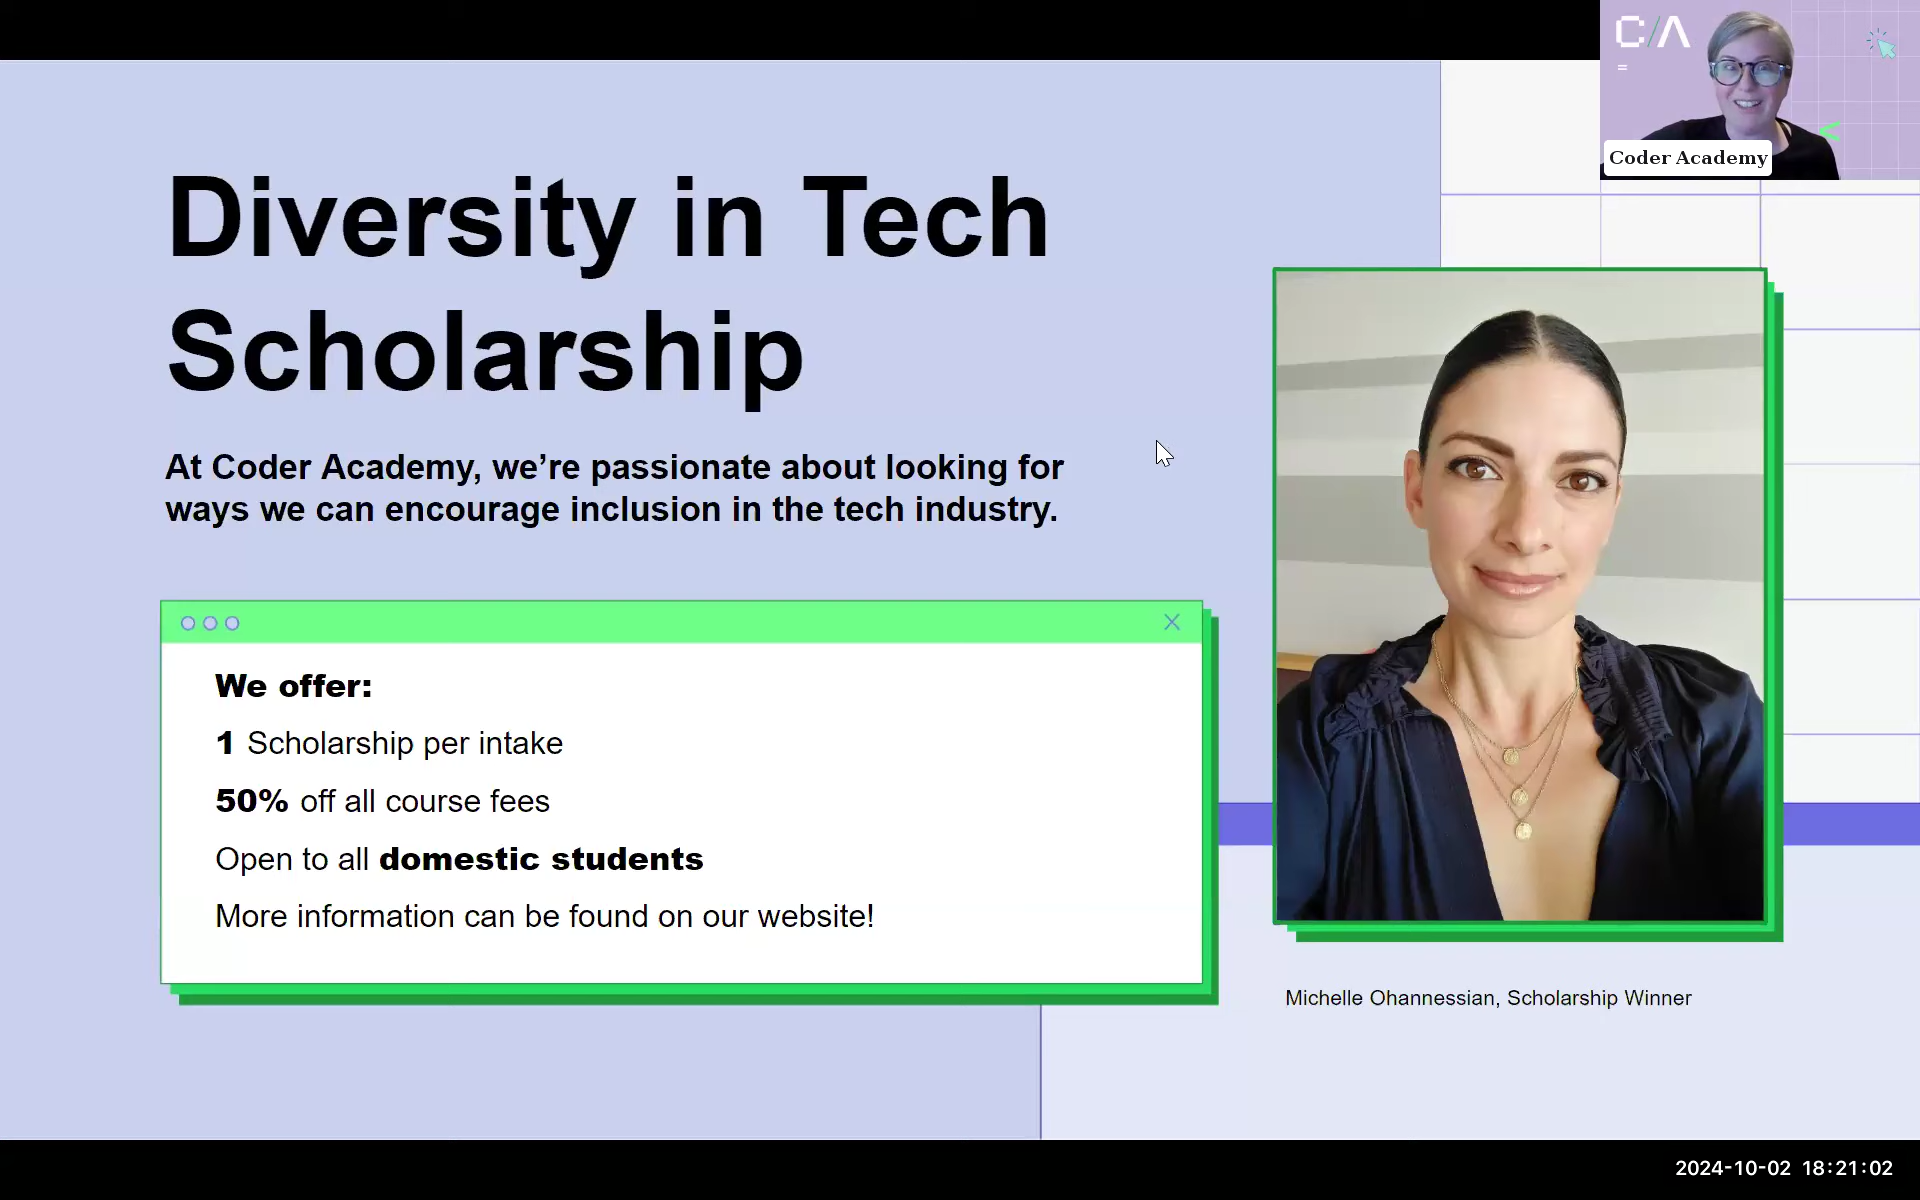 C/A
Coder Academy
Diversity in Tech
Scholarship
At Coder Academy, we’re passionate about looking for
ways we can encourage inclusion in the tech industry.
We offer:
1 Scholarship per intake
50% off all course fees
Open to all domestic students
More information can be found on our website!
Michelle Ohannessian, Scholarship Winner
2024-10-02 18:21:02